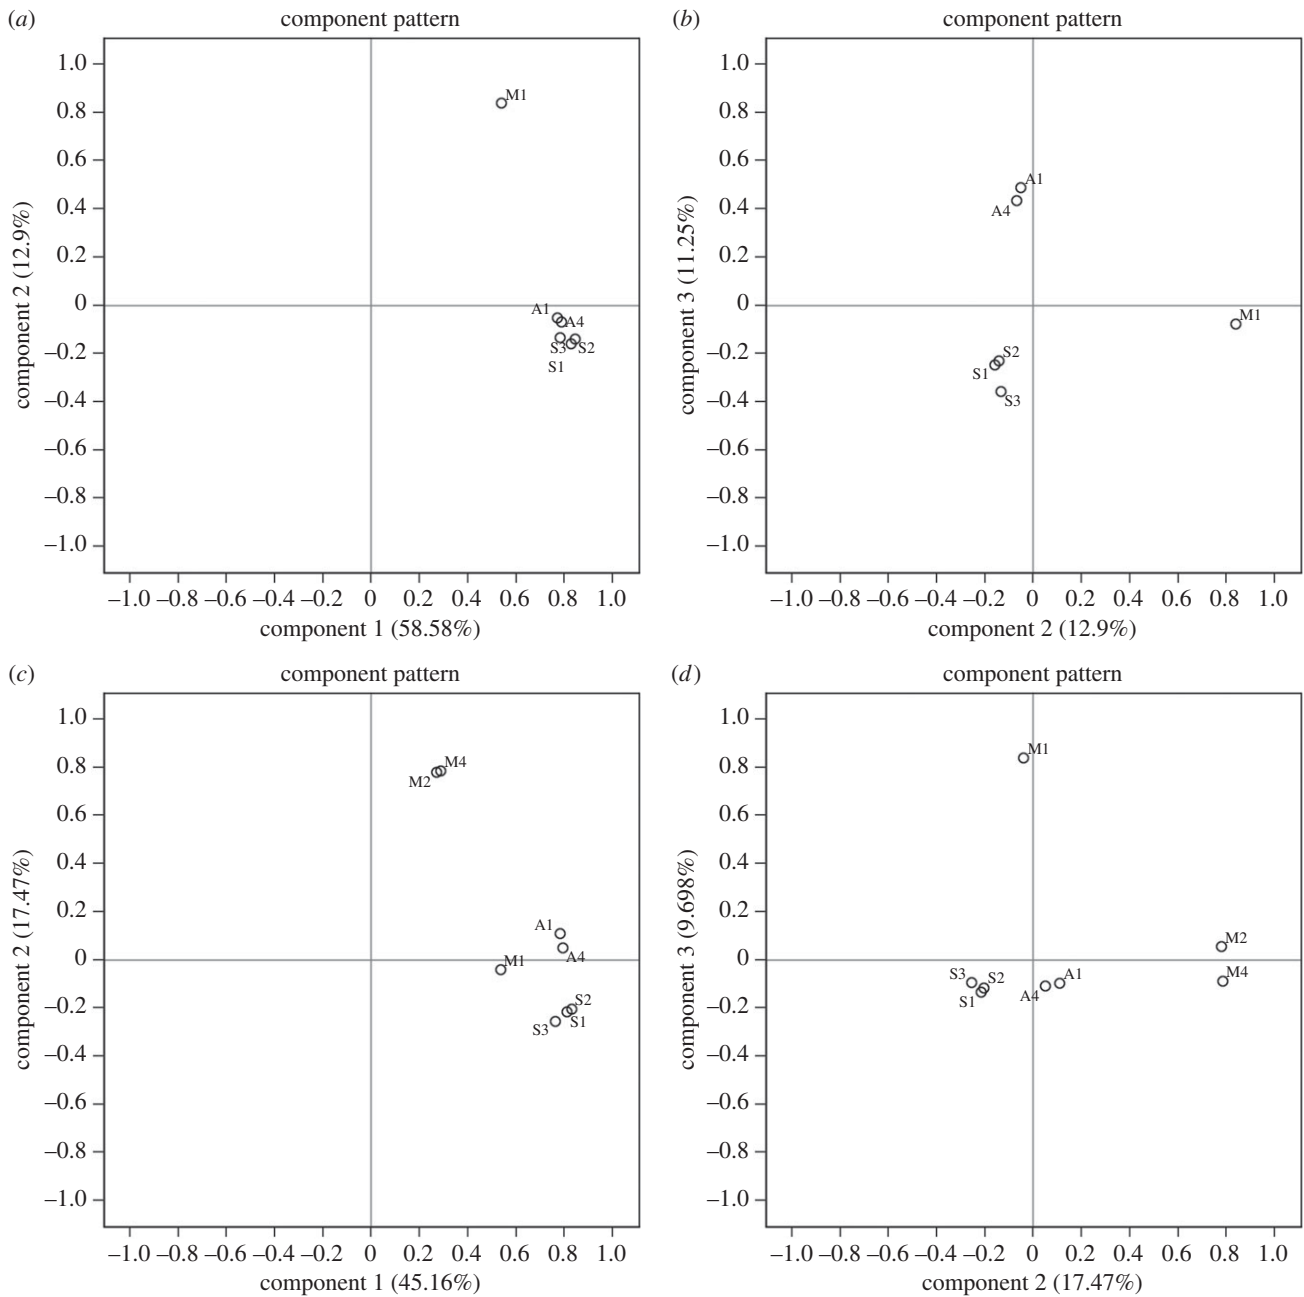 (a)
component pattern
1.0
0.8
0.6
0.4
0.2
0
–0.2
–0.4
–0.6
–0.8
–1.0
component 2 (12.9%)
M1
A1
A4
S3
S2
S1
–1.0 –0.8 –0.6 –0.4 –0.2 0 0.2 0.4 0.6 0.8 1.0
component 1 (58.58%)
(b)
component pattern
1.0
0.8
0.6
0.4
0.2
0
–0.2
–0.4
–0.6
–0.8
–1.0
component 3 (11.25%)
A1
A4
M1
S2
S1
S3
–1.0 –0.8 –0.6 –0.4 –0.2 0 0.2 0.4 0.6 0.8 1.0
component 2 (12.9%)
(c)
component pattern
1.0
0.8
0.6
0.4
0.2
0
–0.2
–0.4
–0.6
–0.8
–1.0
component 2 (17.47%)
M4
M2
A1
A4
M1
S2
S1
S3
–1.0 –0.8 –0.6 –0.4 –0.2 0 0.2 0.4 0.6 0.8 1.0
component 1 (45.16%)
(d)
component pattern
1.0
0.8
0.6
0.4
0.2
0
–0.2
–0.4
–0.6
–0.8
–1.0
component 3 (9.698%)
M1
M2
M4
S3
S2
S1
A4
A1
–1.0 –0.8 –0.6 –0.4 –0.2 0 0.2 0.4 0.6 0.8 1.0
component 2 (17.47%)